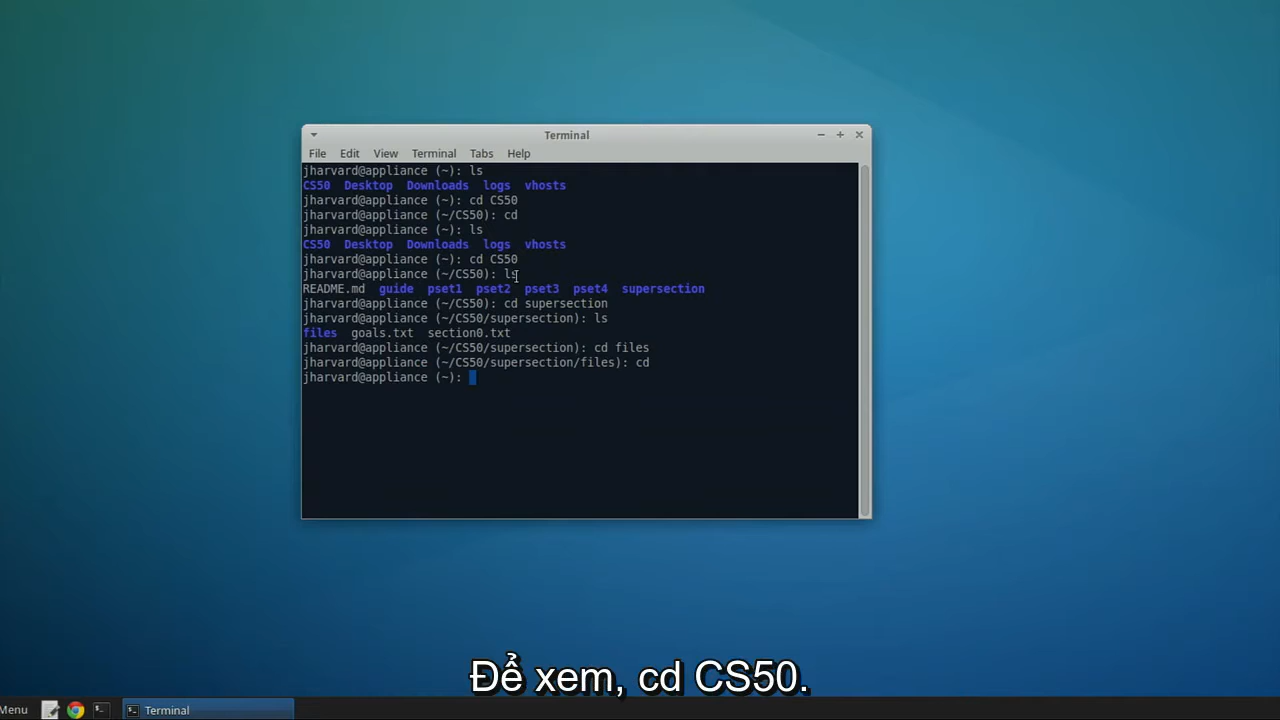 Terminal
File Edit View Terminal Tabs Help
jharvard@appliance (~): ls
CS50 Desktop Downloads logs vhosts
jharvard@appliance (~): cd CS50
jharvard@appliance (~/CS50): cd
jharvard@appliance (~): ls
CS50 Desktop Downloads logs vhosts
jharvard@appliance (~): cd CS50
jharvard@appliance (~/CS50): ls
README.md guide pset1 pset2 pset3 pset4 supersection
jharvard@appliance (~/CS50): cd supersection
jharvard@appliance (~/CS50/supersection): ls
files goals.txt section0.txt
jharvard@appliance (~/CS50/supersection): cd files
jharvard@appliance (~/CS50/supersection/files): cd
jharvard@appliance (~):
Để xem, cd CS50.
Menu Terminal